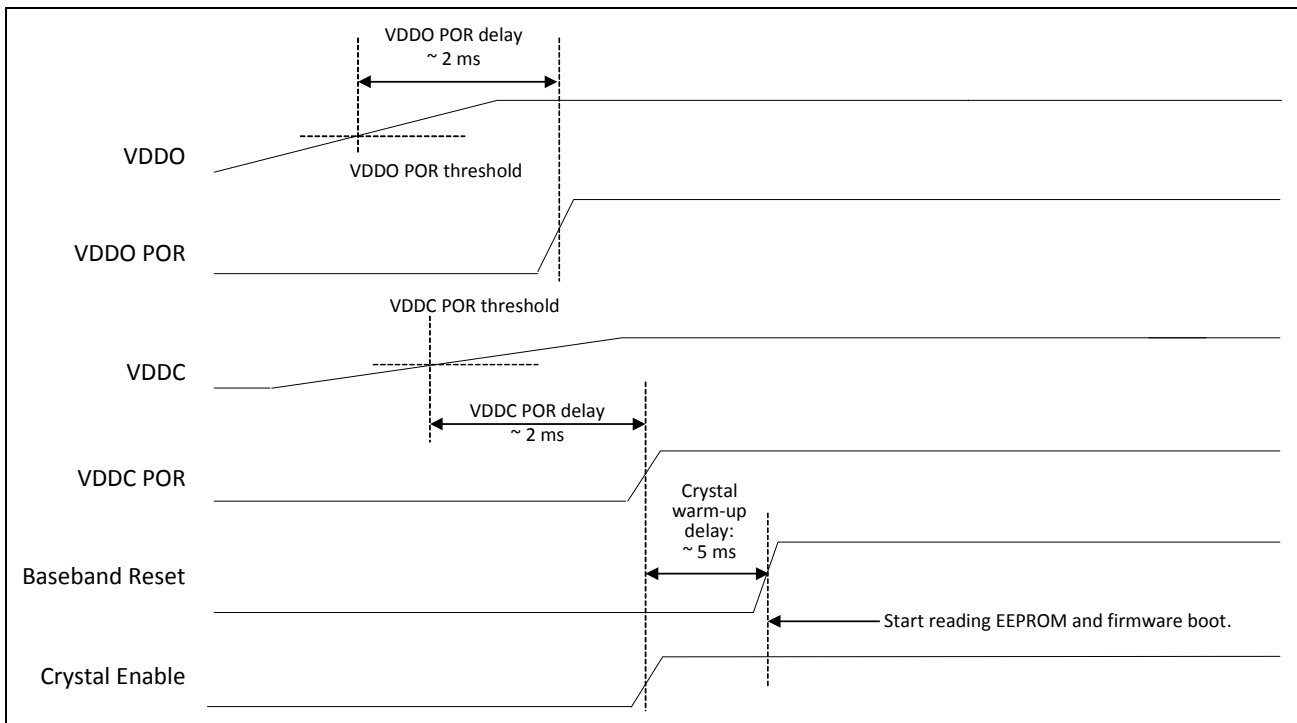 VDDO POR delay
~ 2 ms
VDDO
VDDO POR threshold
VDDO POR
VDDC POR threshold
VDDC
VDDC POR delay
~ 2 ms
VDDC POR
Crystal
warm-up
delay:
~ 5 ms
Baseband Reset
Start reading EEPROM and firmware boot.
Crystal Enable